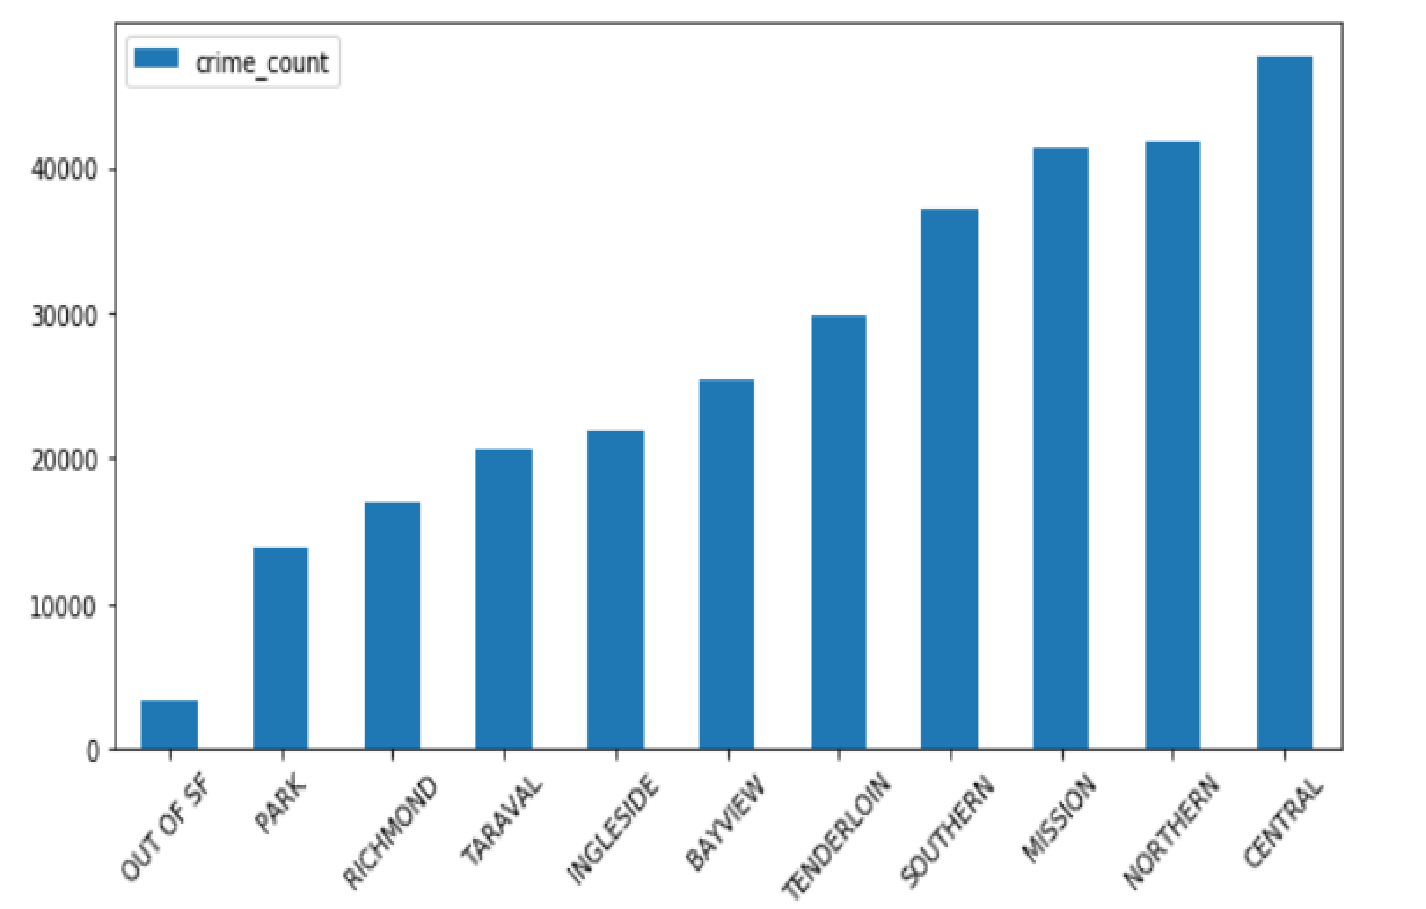 crime_count
40000
30000
20000
10000
0
OUT OF SF
PARK
RICHMOND
TARAVAL
INGLESIDE
BAYVIEW
TENDERLOIN
SOUTHERN
MISSION
NORTHERN
CENTRAL